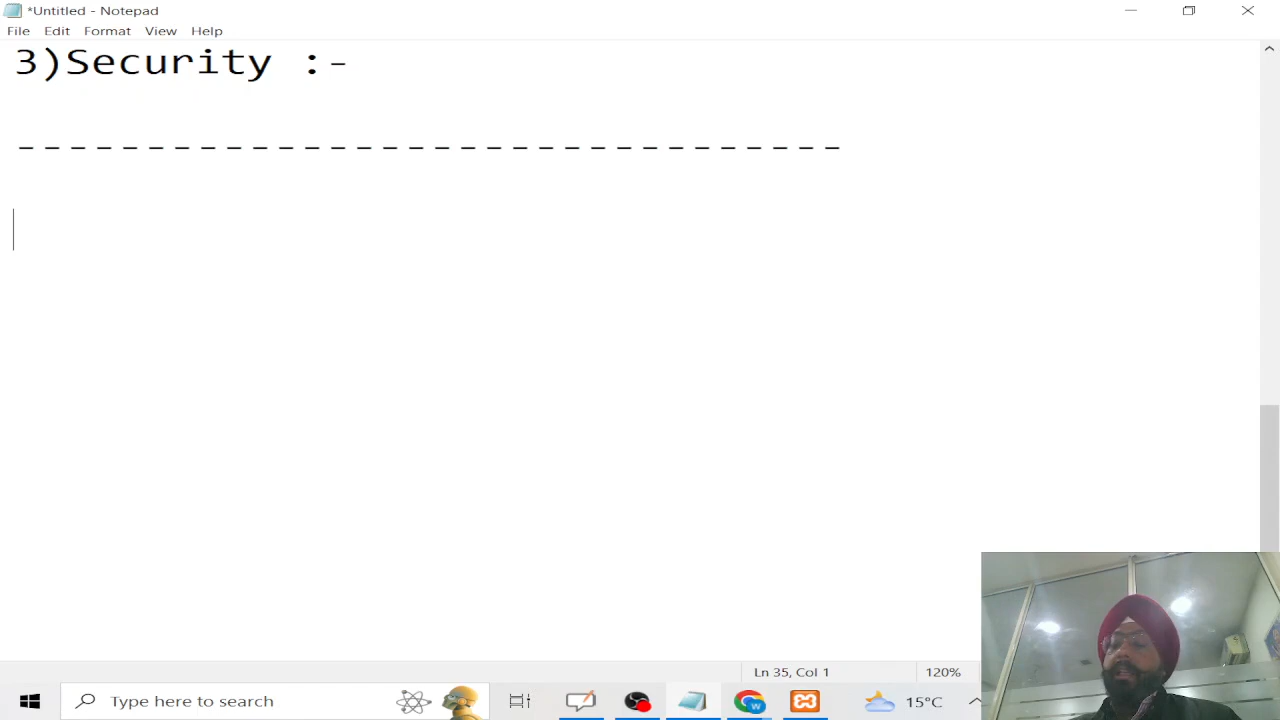 *Untitled - Notepad
File Edit Format View Help
3)Security :-
---------------------------------
Ln 35, Col 1 120%
Type here to search 15°C